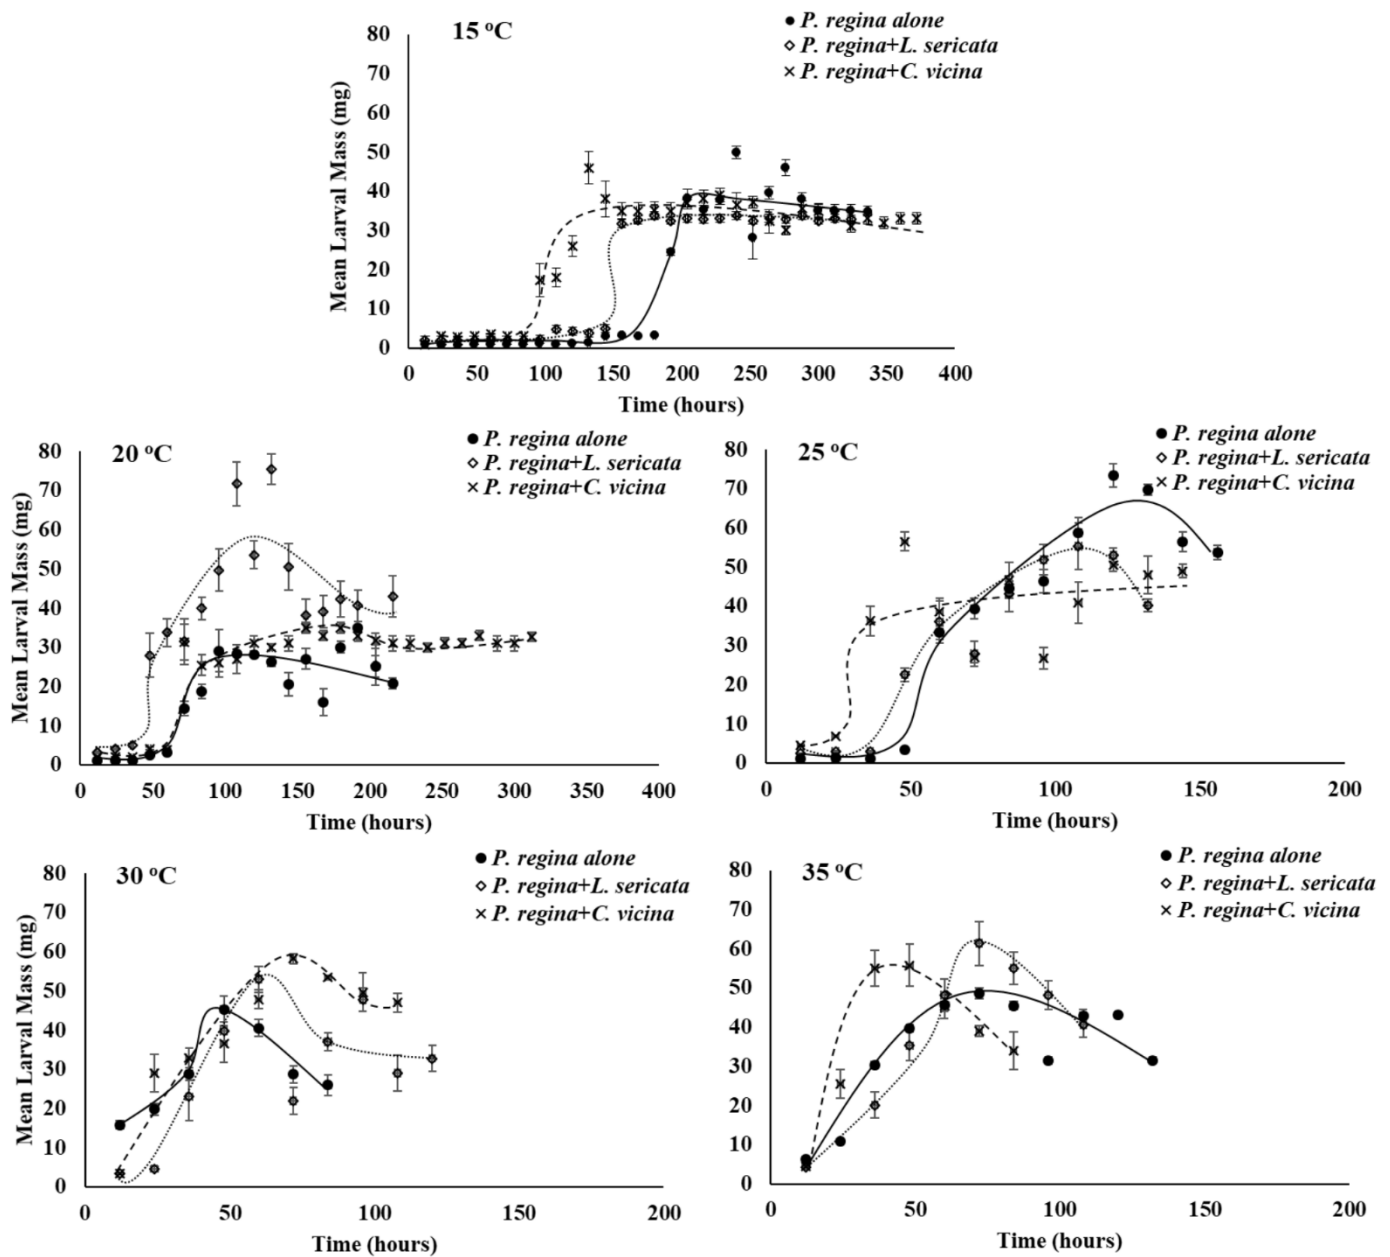 15 °C
P. regina alone
P. regina+L. sericata
P. regina+C. vicina
Mean Larval Mass (mg)
80
70
60
50
40
30
20
10
0
0 50 100 150 200 250 300 350 400
Time (hours)
20 °C
P. regina alone
P. regina+L. sericata
P. regina+C. vicina
Mean Larval Mass (mg)
80
70
60
50
40
30
20
10
0
0 50 100 150 200 250 300 350 400
Time (hours)
25 °C
P. regina alone
P. regina+L. sericata
P. regina+C. vicina
80
70
60
50
40
30
20
10
0
0 50 100 150 200
Time (hours)
30 °C
P. regina alone
P. regina+L. sericata
P. regina+C. vicina
Mean Larval Mass (mg)
80
70
60
50
40
30
20
10
0
0 50 100 150 200
Time (hours)
35 °C
P. regina alone
P. regina+L. sericata
P. regina+C. vicina
80
70
60
50
40
30
20
10
0
0 50 100 150 200
Time (hours)